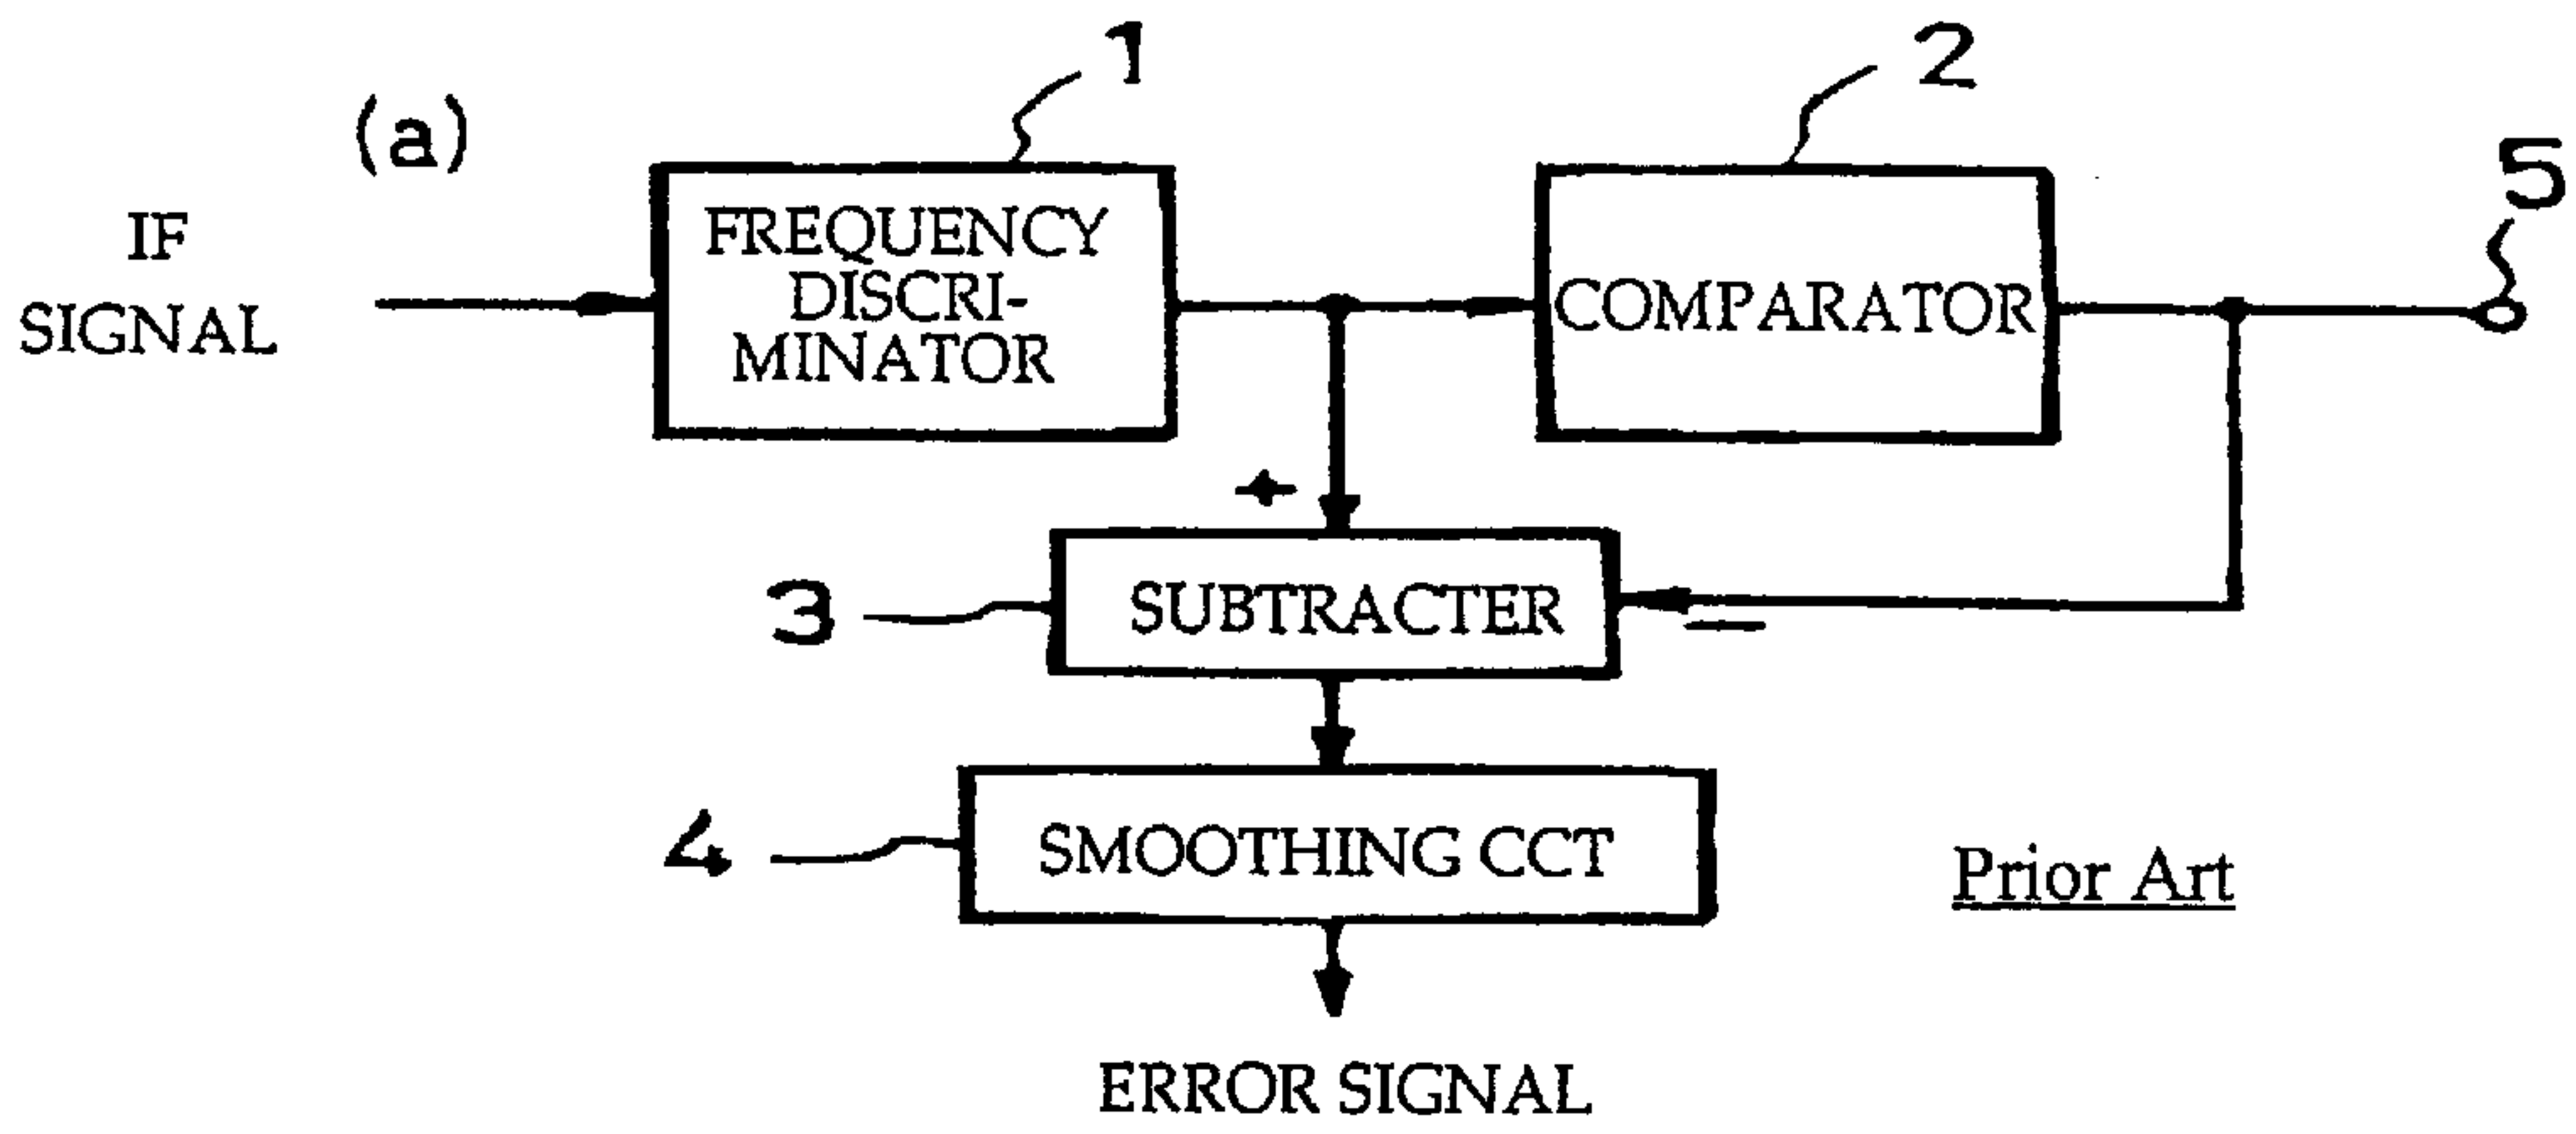 1
2
(a)
5
IF
SIGNAL
FREQUENCY
DISCRI-
MINATOR
COMPARATOR
+
3
SUBTRACTER
−
4
SMOOTHING CCT
Prior Art
ERROR SIGNAL